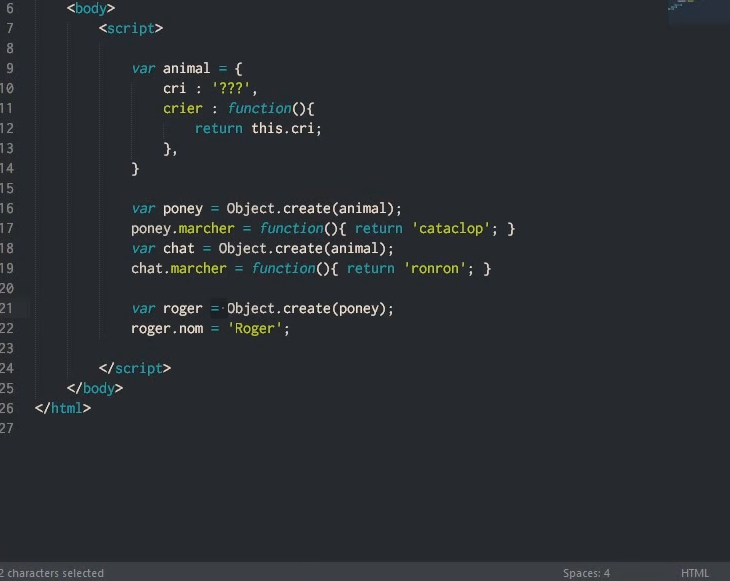 6 <body>
7 <script>
8
9 var animal = {
10 cri : '???',
11 crier : function(){
12 return this.cri;
13 },
14 }
15
16 var poney = Object.create(animal);
17 poney.marcher = function(){ return 'cataclop'; }
18 var chat = Object.create(animal);
19 chat.marcher = function(){ return 'ronron'; }
20
21 var roger = Object.create(poney);
22 roger.nom = 'Roger';
23
24 </script>
25 </body>
26 </html>
27
2 characters selected Spaces: 4 HTML